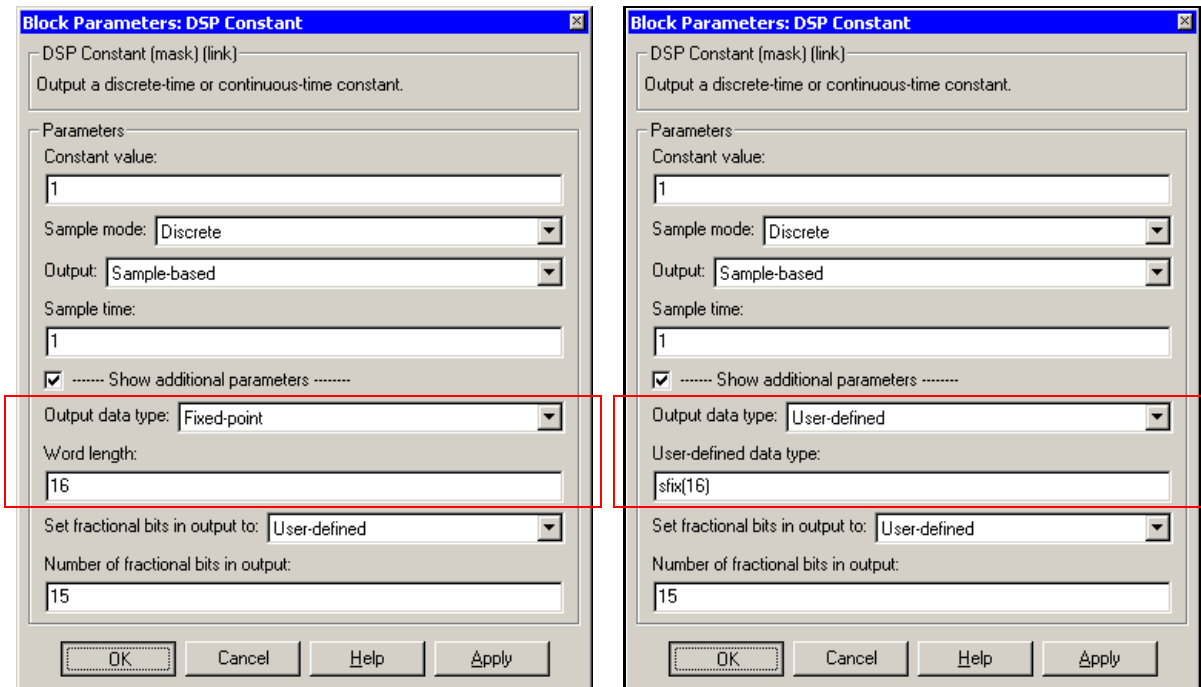 Block Parameters: DSP Constant
DSP Constant (mask) (link)
Output a discrete-time or continuous-time constant.
Parameters
Constant value:
1
Sample mode: Discrete
Output: Sample-based
Sample time:
1
------- Show additional parameters -------
Output data type: Fixed-point
Word length:
16
Set fractional bits in output to: User-defined
Number of fractional bits in output:
15
OK Cancel Help Apply
Block Parameters: DSP Constant
DSP Constant (mask) (link)
Output a discrete-time or continuous-time constant.
Parameters
Constant value:
1
Sample mode: Discrete
Output: Sample-based
Sample time:
1
------- Show additional parameters -------
Output data type: User-defined
User-defined data type:
sfix(16)
Set fractional bits in output to: User-defined
Number of fractional bits in output:
15
OK Cancel Help Apply